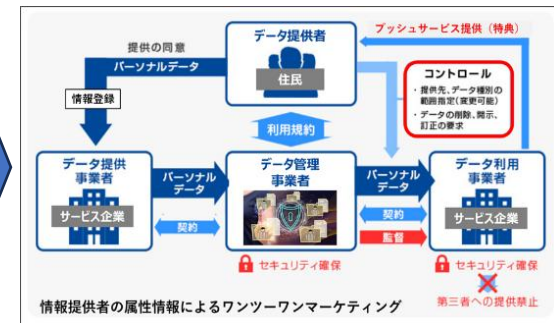 プッシュサービス提供（特典）
データ提供者
住民
提供の同意
パーソナルデータ
情報登録
コントロール
・提供先、データ種別の
範囲指定（変更可能）
・データの削除、開示、
訂正の要求
利用規約
データ提供
事業者
サービス企業
パーソナル
データ
契約
データ管理
事業者
セキュリティ確保
パーソナル
データ
契約
監督
データ利用
事業者
サービス企業
セキュリティ確保
第三者への提供禁止
情報提供者の属性情報によるワンツーワンマーケティング